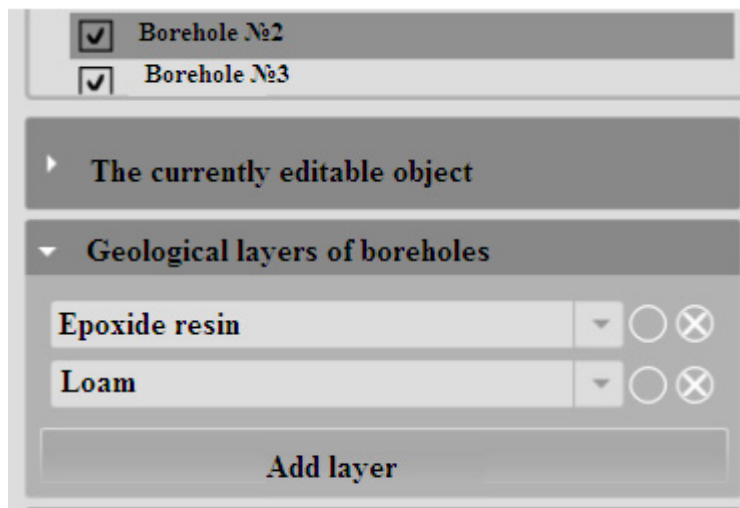 Borehole №2
Borehole №3
The currently editable object
Geological layers of boreholes
Epoxide resin
Loam
Add layer